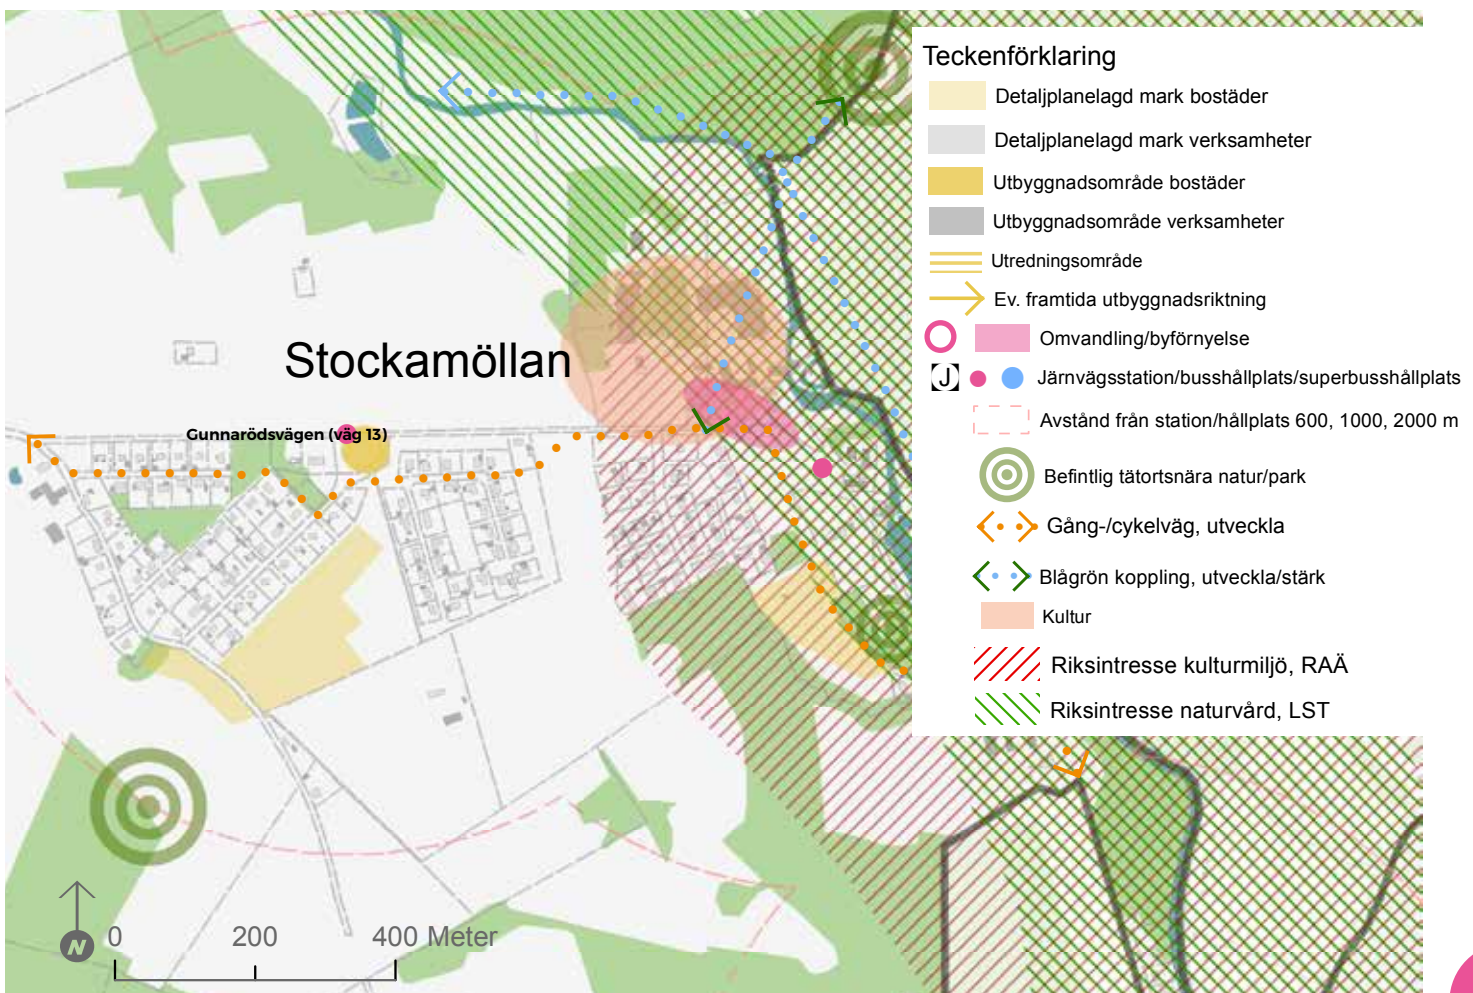 Teckenförklaring
Detaljplanelagd mark bostäder
Detaljplanelagd mark verksamheter
Utbyggnadsområde bostäder
Utbyggnadsområde verksamheter
Utredningsområde
Ev. framtida utbyggnadsriktning
Omvandling/byförnyelse
J Järnvägsstation/busshållplats/superbusshållplats
Avstånd från station/hållplats 600, 1000, 2000 m
Befintlig tätortsnära natur/park
Gång-/cykelväg, utveckla
Blågrön koppling, utveckla/stärk
Kultur
Riksintresse kulturmiljö, RAÄ
Riksintresse naturvård, LST
Stockamöllan
Gunnarödsvägen (väg 13)
N
0 200 400 Meter